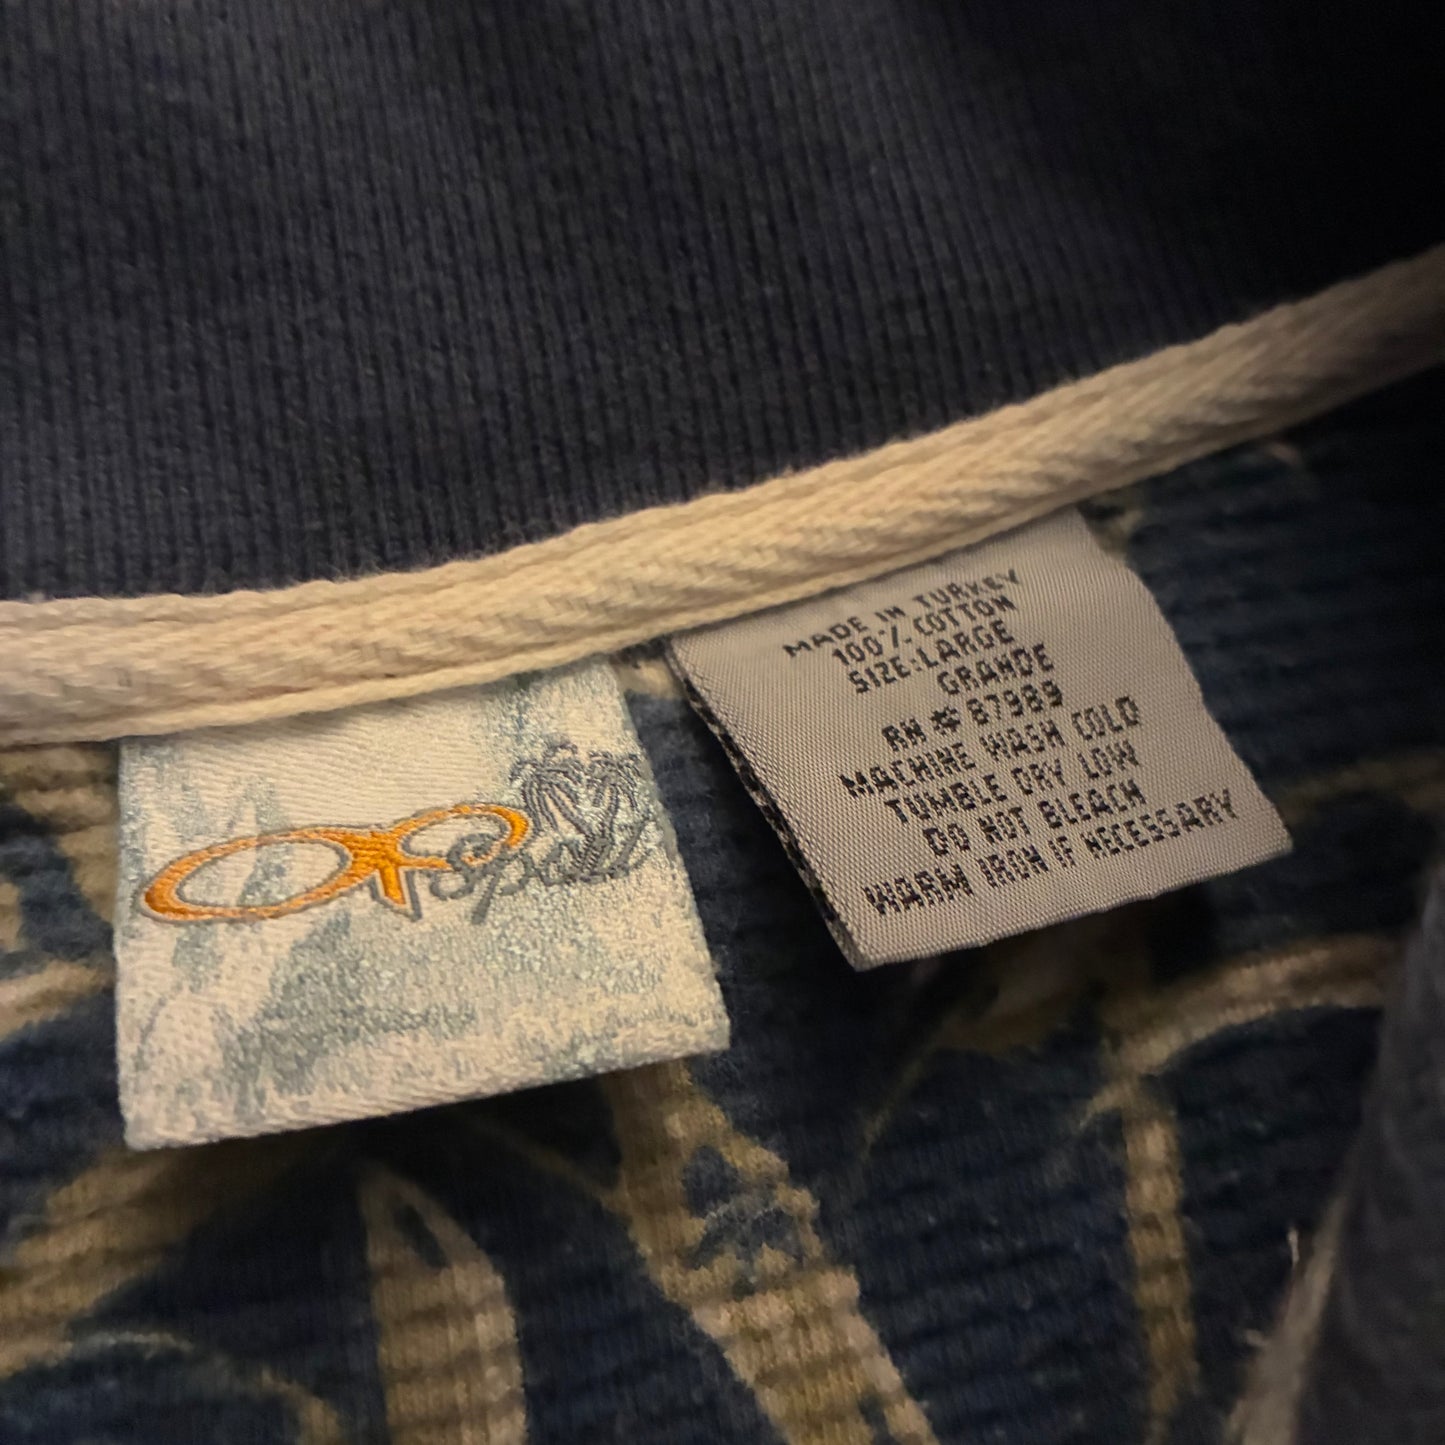 OP
Sport
MADE IN TURKEY
100% COTTON
SIZE:LARGE
GRANDE
RN # 87989
MACHINE WASH COLD
TUMBLE DRY LOW
DO NOT BLEACH
WARM IRON IF NECESSARY